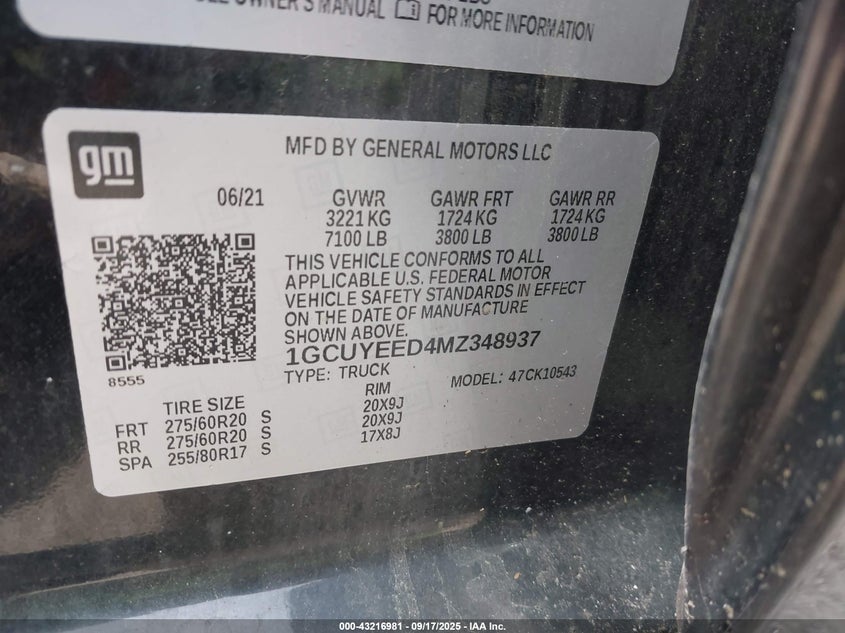 OWNER'S MANUAL FOR MORE INFORMATION
gm
MFD BY GENERAL MOTORS LLC
06/21 GVWR GAWR FRT GAWR RR
3221 KG 1724 KG 1724 KG
7100 LB 3800 LB 3800 LB
THIS VEHICLE CONFORMS TO ALL
APPLICABLE U.S. FEDERAL MOTOR
VEHICLE SAFETY STANDARDS IN EFFECT
ON THE DATE OF MANUFACTURE
SHOWN ABOVE.
1GCUYEED4MZ348937
8555
TYPE: TRUCK MODEL: 47CK10543
TIRE SIZE RIM
FRT 275/60R20 S 20X9J
RR 275/60R20 S 20X9J
SPA 255/80R17 S 17X8J
000-43216981 - 09/17/2025 - IAA Inc.